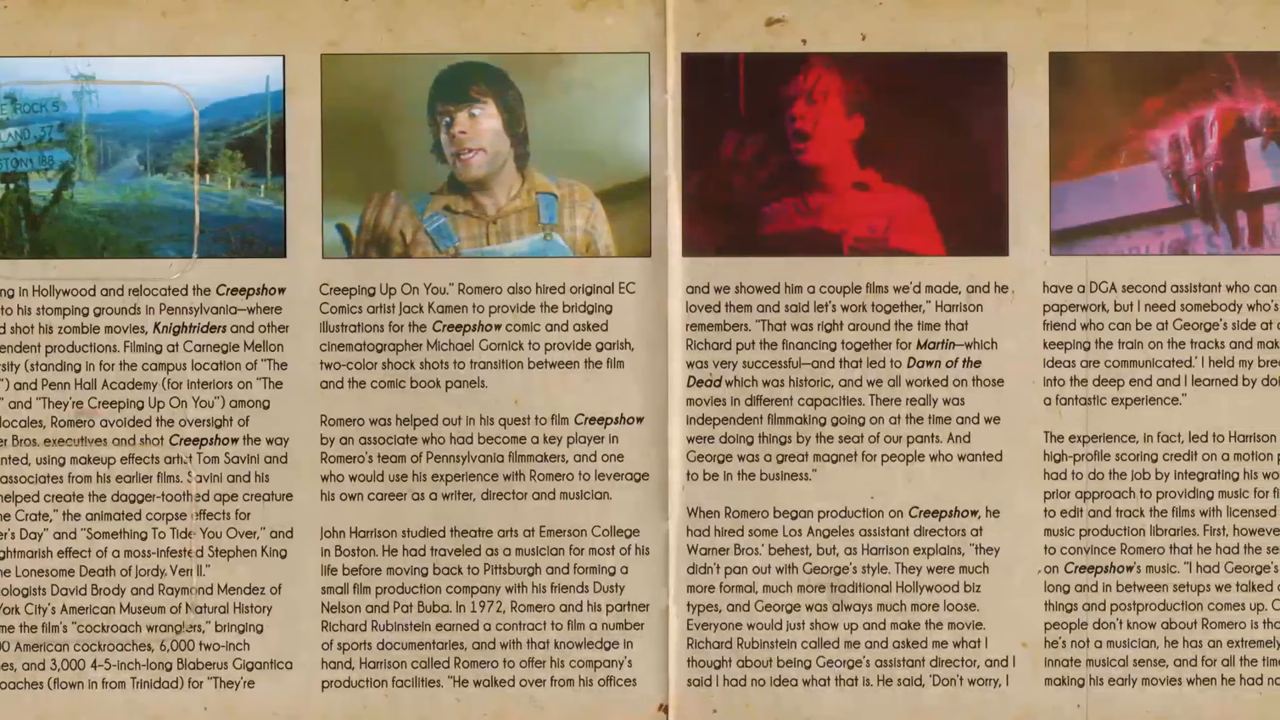 E ROCK 5
LAND 37
STON 188
ng in Hollywood and relocated the Creepshow
to his stomping grounds in Pennsylvania—where
d shot his zombie movies, Knightriders and other
endent productions. Filming at Carnegie Mellon
sity (standing in for the campus location of "The
") and Penn Hall Academy (for interiors on "The
" and "They're Creeping Up On You") among
locales, Romero avoided the oversight of
er Bros. executives and shot Creepshow the way
nted, using makeup effects artist Tom Savini and
associates from his earlier films. Savini and his
helped create the dagger-toothed ape creature
he Crate," the animated corpse effects for
er's Day" and "Something To Tide You Over," and
ghtmarish effect of a moss-infested Stephen King
he Lonesome Death of Jordy Verrill."
ologists David Brody and Raymond Mendez of
York City's American Museum of Natural History
me the film's "cockroach wranglers," bringing
00 American cockroaches, 6,000 two-inch
es, and 3,000 4-5-inch-long Blaberus Gigantica
oaches (flown in from Trinidad) for "They're
Creeping Up On You." Romero also hired original EC
Comics artist Jack Kamen to provide the bridging
illustrations for the Creepshow comic and asked
cinematographer Michael Gornick to provide garish,
two-color shock shots to transition between the film
and the comic book panels.
Romero was helped out in his quest to film Creepshow
by an associate who had become a key player in
Romero's team of Pennsylvania filmmakers, and one
who would use his experience with Romero to leverage
his own career as a writer, director and musician.
John Harrison studied theatre arts at Emerson College
in Boston. He had traveled as a musician for most of his
life before moving back to Pittsburgh and forming a
small film production company with his friends Dusty
Nelson and Pat Buba. In 1972, Romero and his partner
Richard Rubinstein earned a contract to film a number
of sports documentaries, and with that knowledge in
hand, Harrison called Romero to offer his company's
production facilities. "He walked over from his offices
and we showed him a couple films we'd made, and he
loved them and said let's work together," Harrison
remembers. "That was right around the time that
Richard put the financing together for Martin—which
was very successful—and that led to Dawn of the
Dead which was historic, and we all worked on those
movies in different capacities. There really was
independent filmmaking going on at the time and we
were doing things by the seat of our pants. And
George was a great magnet for people who wanted
to be in the business."
When Romero began production on Creepshow, he
had hired some Los Angeles assistant directors at
Warner Bros.' behest, but, as Harrison explains, "they
didn't pan out with George's style. They were much
more formal, much more traditional Hollywood biz
types, and George was always much more loose.
Everyone would just show up and make the movie.
Richard Rubinstein called me and asked me what I
thought about being George's assistant director, and I
said I had no idea what that is. He said, 'Don't worry, I
have a DGA second assistant who can
paperwork, but I need somebody who's
friend who can be at George's side at
keeping the train on the tracks and mak
ideas are communicated.' I held my bre
into the deep end and I learned by doi
a fantastic experience."
The experience, in fact, led to Harrison
high-profile scoring credit on a motion p
had to do the job by integrating his wo
prior approach to providing music for fi
to edit and track the films with licensed
music production libraries. First, howeve
to convince Romero that he had the se
on Creepshow's music. "I had George's
long and in between setups we talked
things and postproduction comes up.
people don't know about Romero is tha
he's not a musician, he has an extremely
innate musical sense, and for all the time
making his early movies when he had no